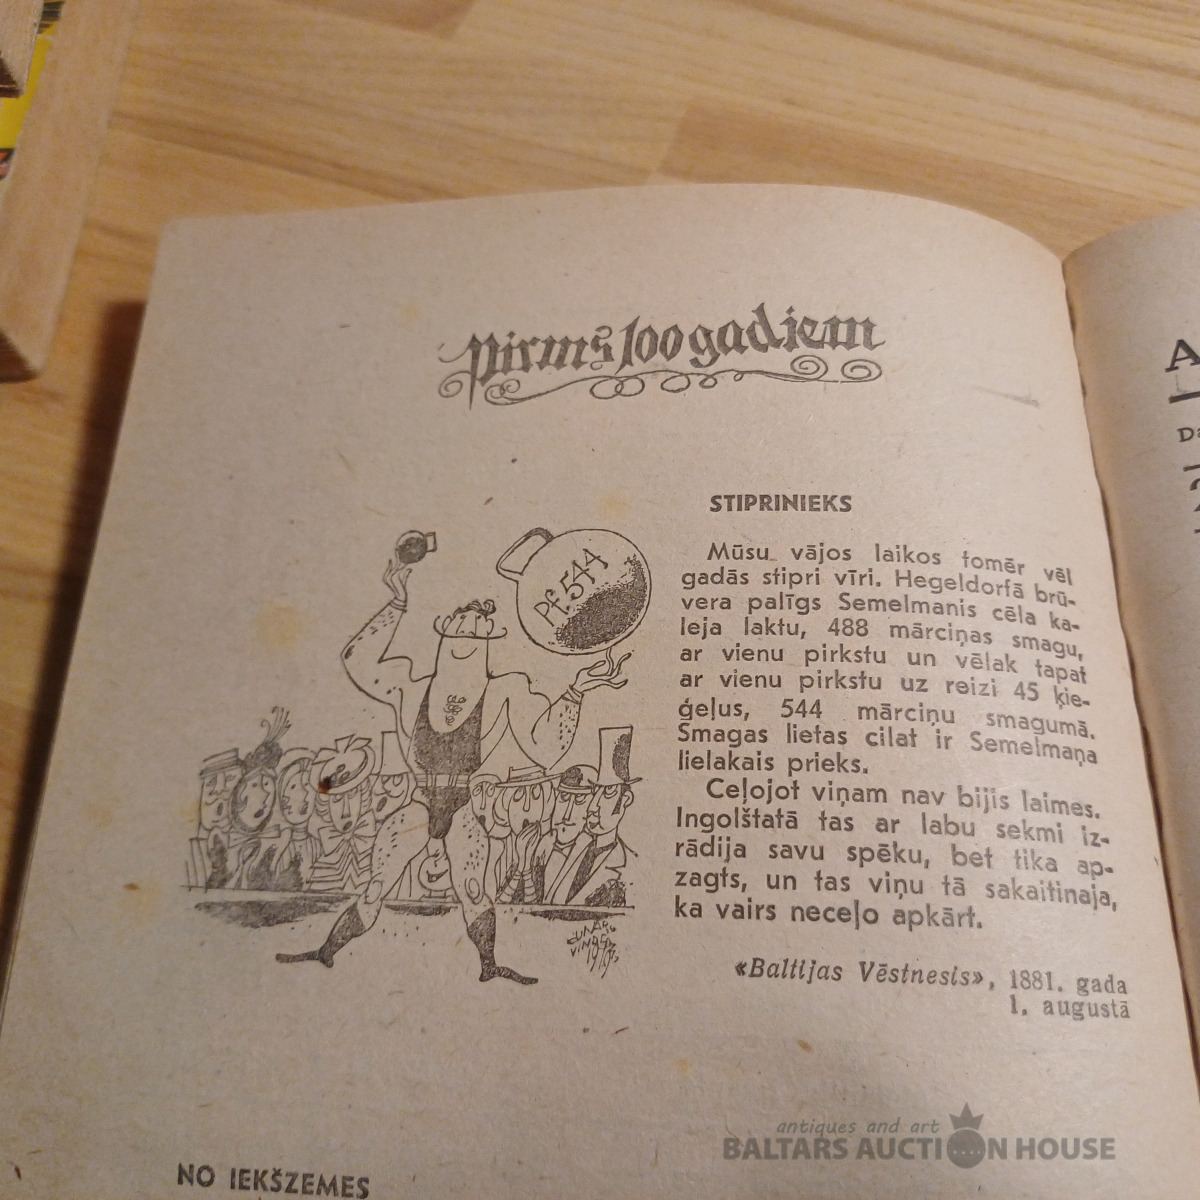 Pirms 100 gadiem
STIPRINIEKS
Mūsu vājos laikos tomēr vēl
gadās stipri vīri. Hegeldorfā brū-
vera palīgs Semelmanis cēla ka-
leja laktu, 488 mārciņas smagu,
ar vienu pirkstu un vēlak tapat
ar vienu pirkstu uz reizi 45 ķie-
ģeļus, 544 mārciņu smagumā.
Smagas lietas cilat ir Semelmaņa
lielakais prieks.
Ceļojot viņam nav bijis laimes.
Ingolštatā tas ar labu sekmi iz-
rādija savu spēku, bet tika ap-
zagts, un tas viņu tā sakaitinaja,
ka vairs neceļo apkārt.
«Baltijas Vēstnesis», 1881. gada
1. augustā
Pf. 544
NO IEKŠZEMES
A
antiques and art
BALTARS AUCTION HOUSE